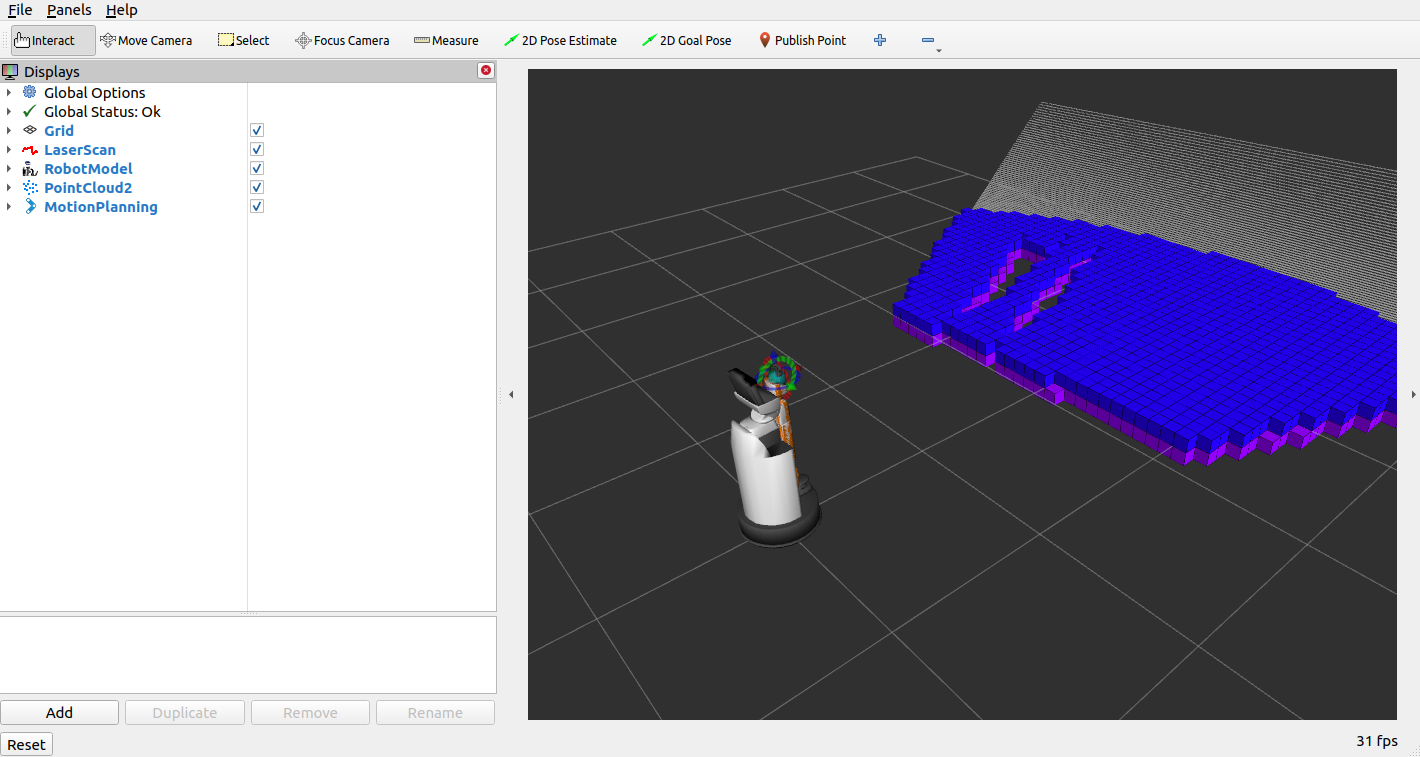 File Panels Help
Interact Move Camera Select Focus Camera Measure 2D Pose Estimate 2D Goal Pose Publish Point
Displays
Global Options
Global Status: Ok
Grid
LaserScan
RobotModel
PointCloud2
MotionPlanning
Add Duplicate Remove Rename
Reset
31 fps